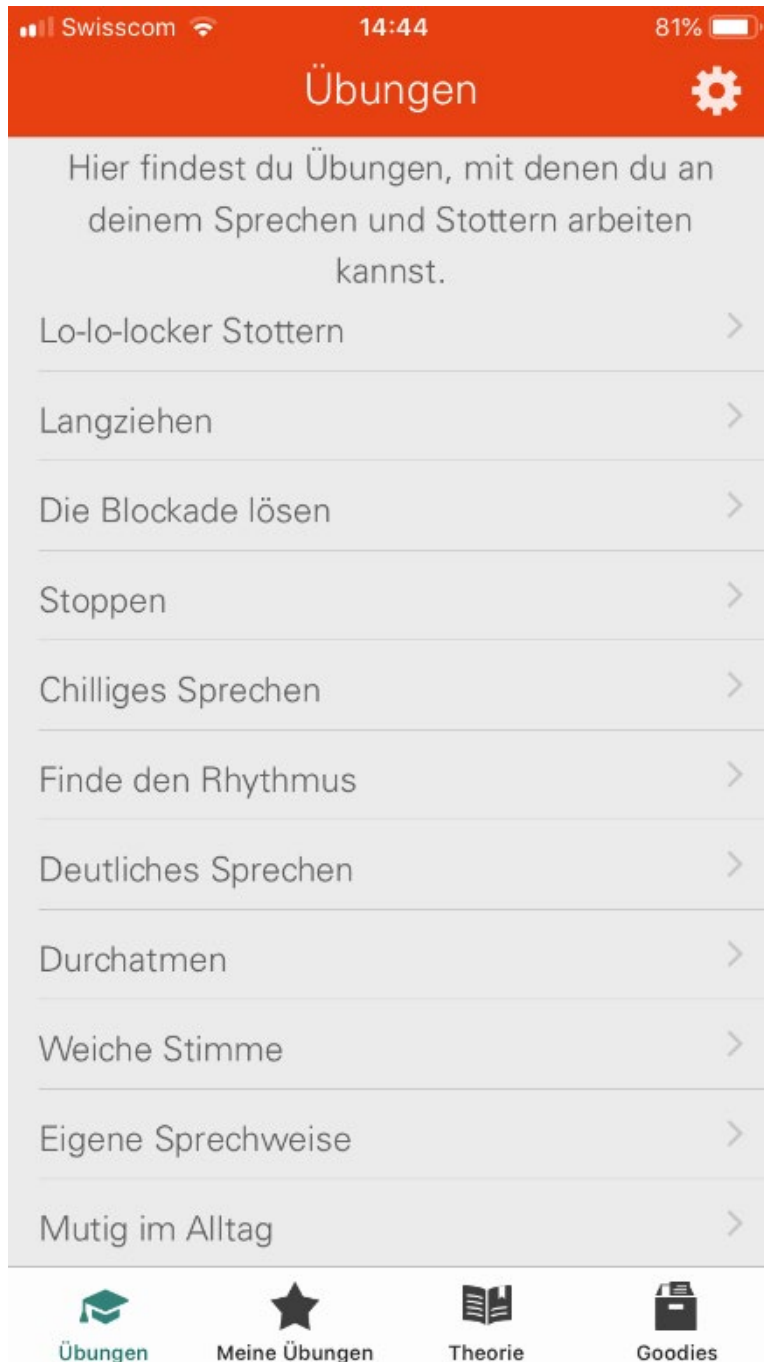 Swisscom 14:44 81%
Übungen
Hier findest du Übungen, mit denen du an
deinem Sprechen und Stottern arbeiten
kannst.
Lo-lo-locker Stottern
Langziehen
Die Blockade lösen
Stoppen
Chilliges Sprechen
Finde den Rhythmus
Deutliches Sprechen
Durchatmen
Weiche Stimme
Eigene Sprechweise
Mutig im Alltag
Übungen Meine Übungen Theorie Goodies